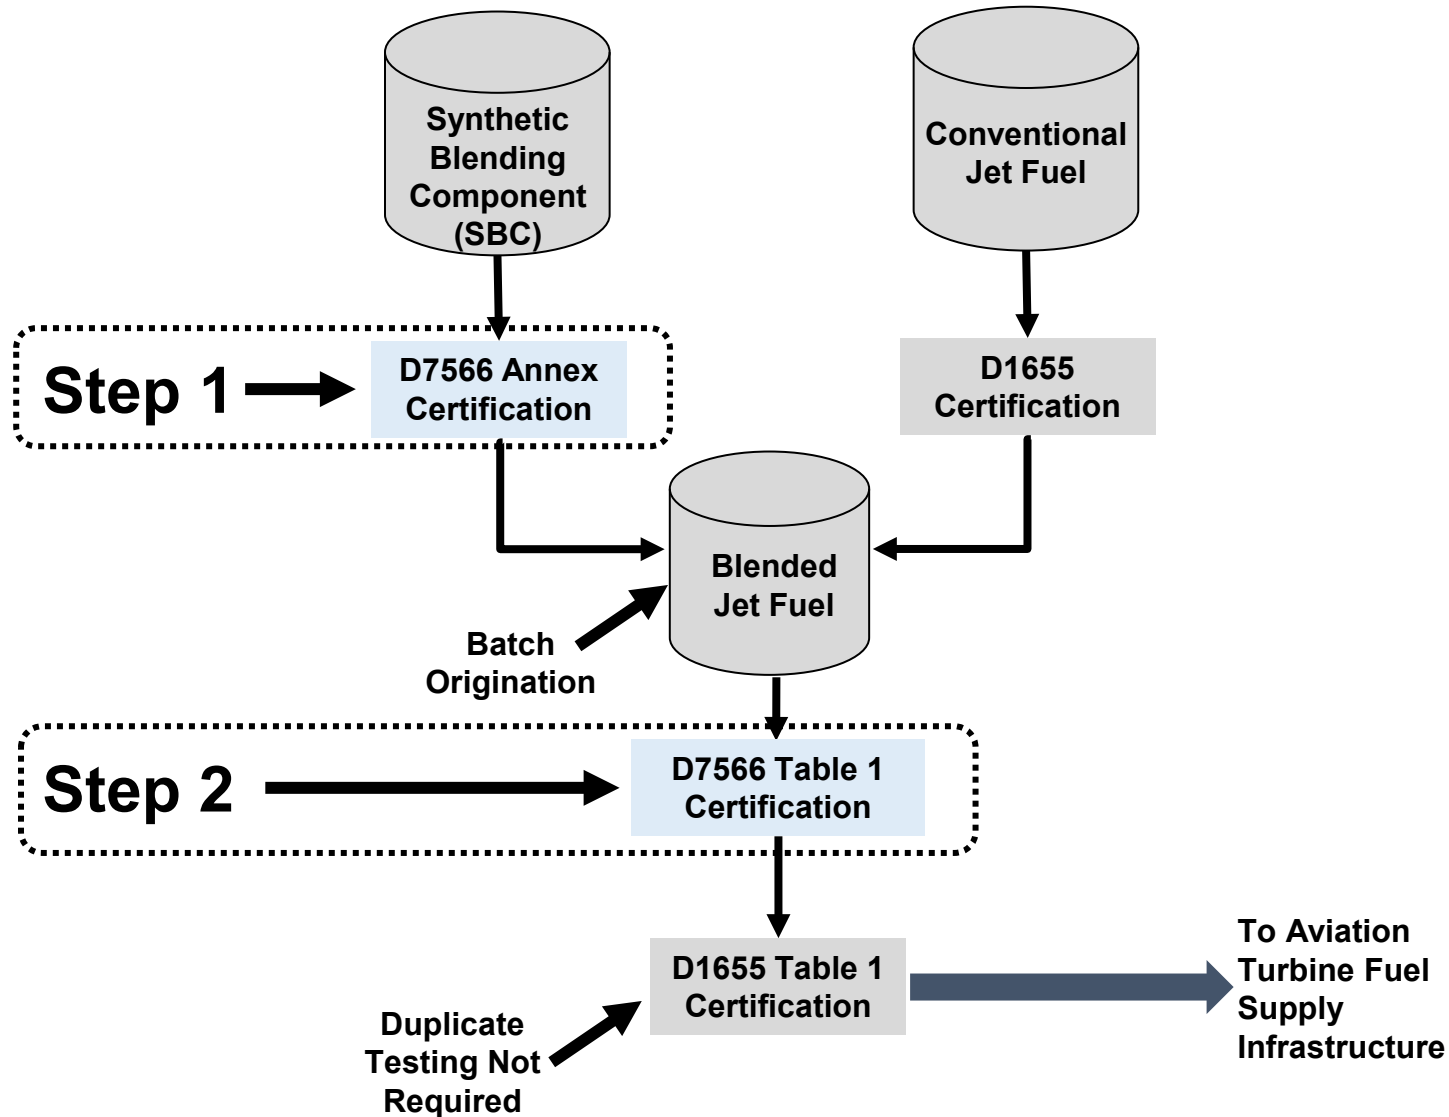 Synthetic
Blending
Component
(SBC)
Conventional
Jet Fuel
Step 1
D7566 Annex
Certification
D1655
Certification
Blended
Jet Fuel
Batch
Origination
Step 2
D7566 Table 1
Certification
D1655 Table 1
Certification
To Aviation
Turbine Fuel
Supply
Infrastructure
Duplicate
Testing Not
Required